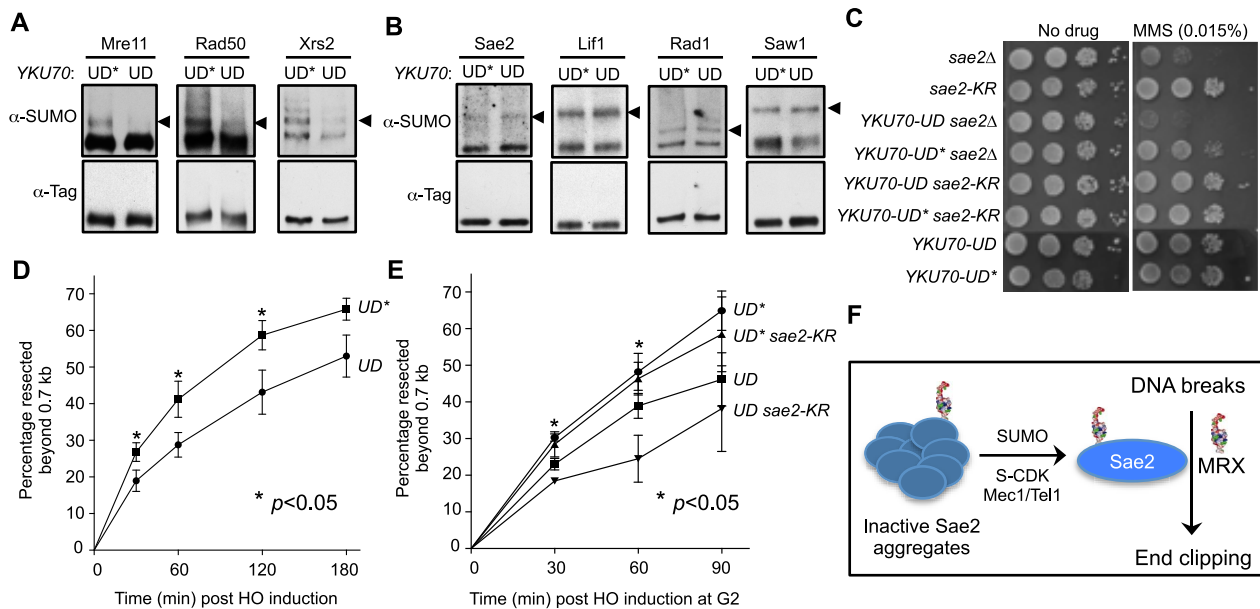 A
Mre11 Rad50 Xrs2
YKU70: UD* UD UD* UD UD* UD
α-SUMO
α-Tag
B
Sae2 Lif1 Rad1 Saw1
YKU70: UD* UD UD* UD UD* UD UD* UD
α-SUMO
α-Tag
C
No drug MMS (0.015%)
sae2Δ
sae2-KR
YKU70-UD sae2Δ
YKU70-UD* sae2Δ
YKU70-UD sae2-KR
YKU70-UD* sae2-KR
YKU70-UD
YKU70-UD*
D
Percentage resected
beyond 0.7 kb
70
60
50
40
30
20
10
0
UD*
UD
* * *
* p<0.05
0 60 120 180
Time (min) post HO induction
E
Percentage resected
beyond 0.7 kb
70
60
50
40
30
20
10
0
UD*
UD* sae2-KR
UD
UD sae2-KR
* *
* p<0.05
0 30 60 90
Time (min) post HO induction at G2
F
DNA breaks
SUMO
S-CDK
Mec1/Tel1
Sae2
MRX
Inactive Sae2
aggregates
End clipping